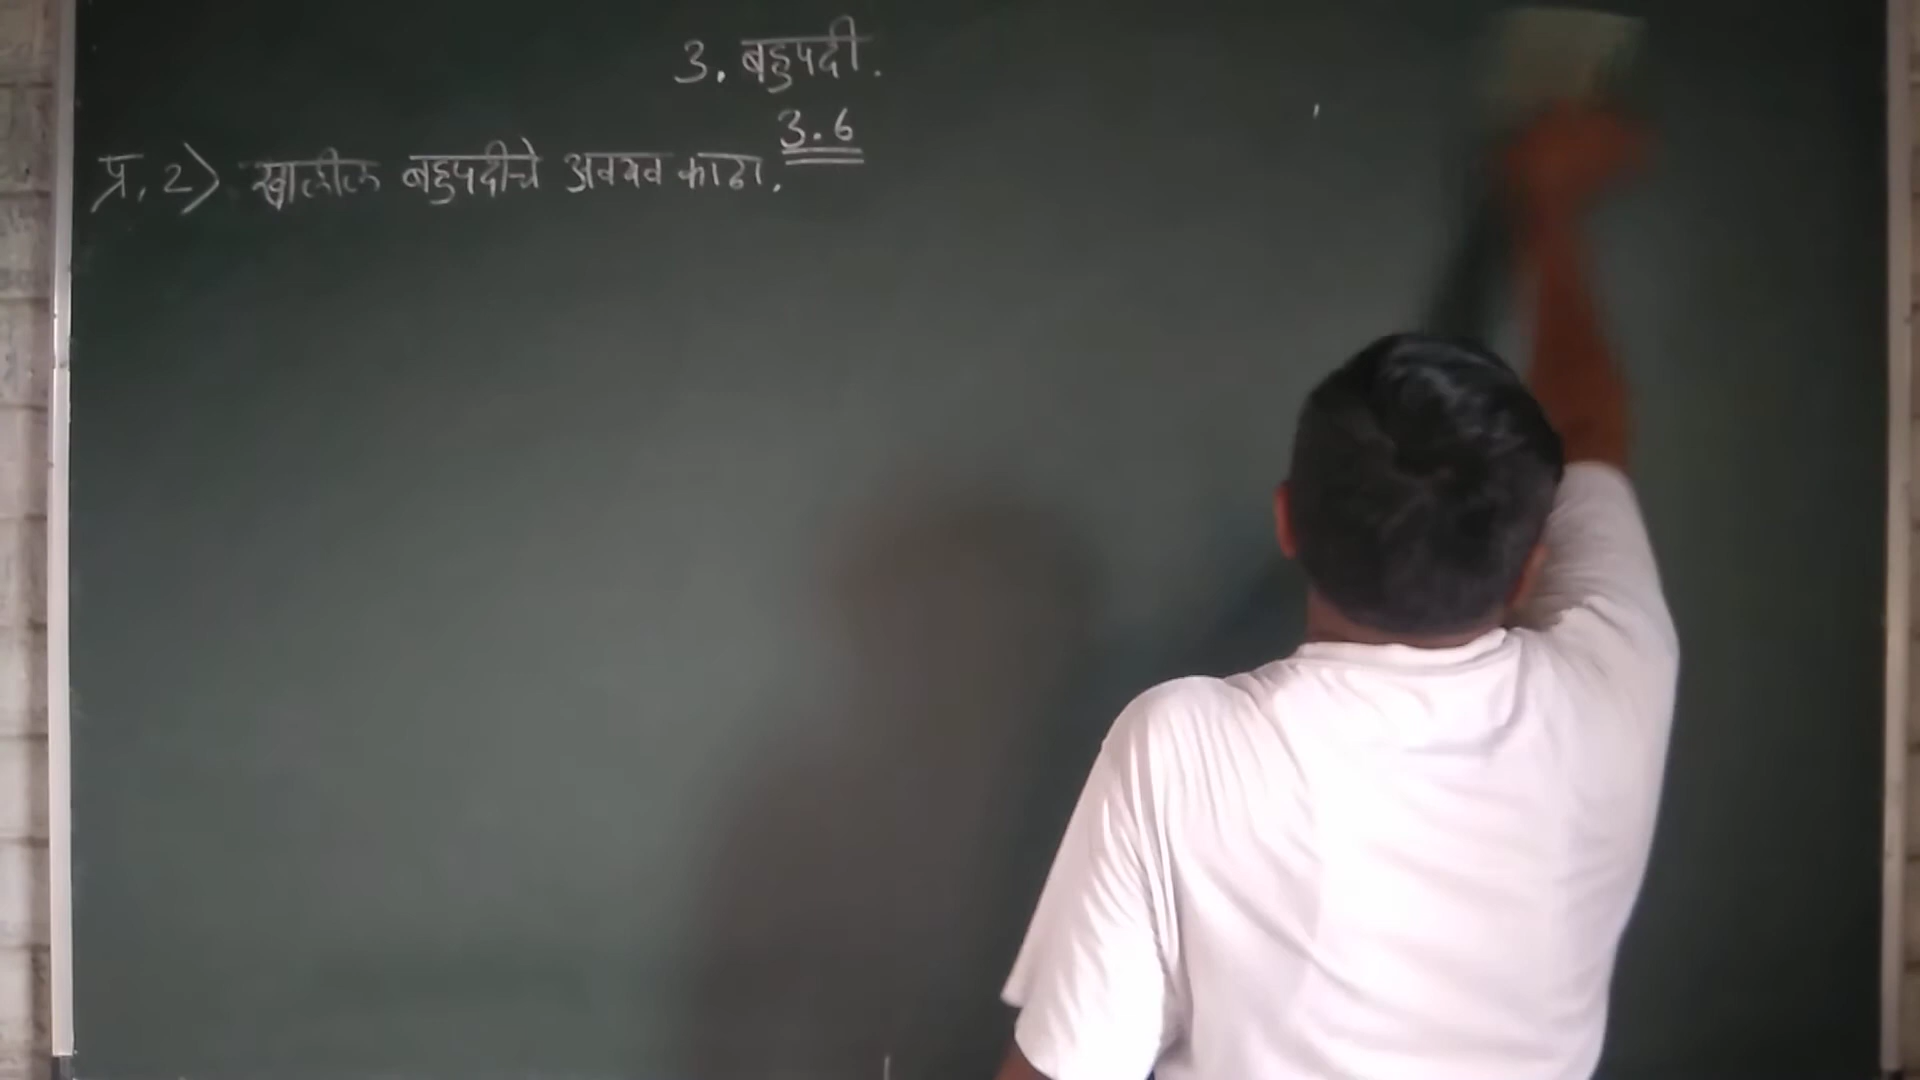 3. बहुपदी.
3.6
प्र. 2) खालील बहुपदीचे अवयव काढा.